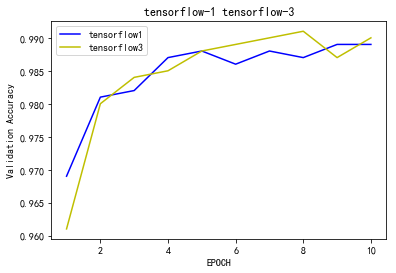 tensorflow-1 tensorflow-3
tensorflow1
tensorflow3
Validation Accuracy
0.990
0.985
0.980
0.975
0.970
0.965
0.960
2 4 6 8 10
EPOCH